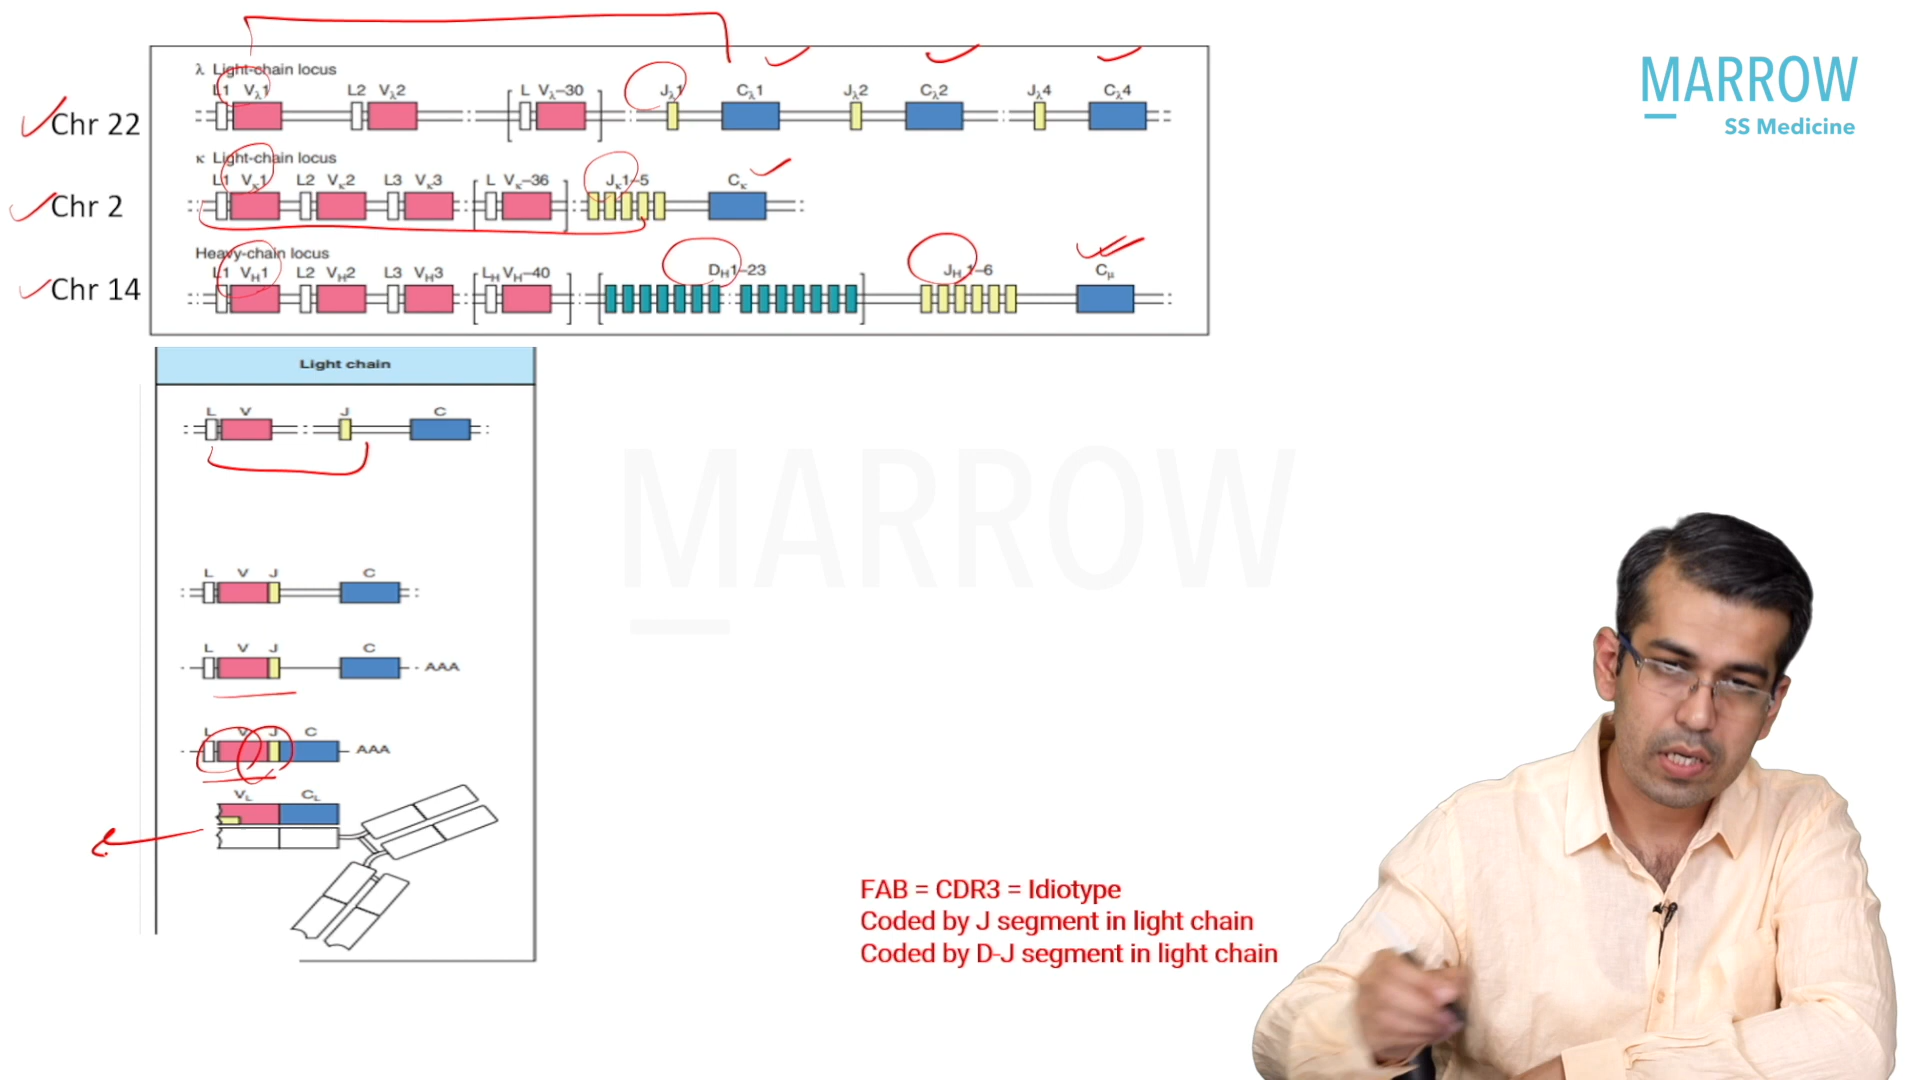 MARROW
SS Medicine
λ Light-chain locus
L1 Vλ1 L2 Vλ2 L Vλ–30 Jλ1 Cλ1 Jλ2 Cλ2 Jλ4 Cλ4
Chr 22
κ Light-chain locus
L1 Vκ1 L2 Vκ2 L3 Vκ3 L Vκ–36 Jκ1–5 Cκ
Chr 2
Heavy-chain locus
L1 VH1 L2 VH2 L3 VH3 LH VH–40 DH1–23 JH 1–6 Cμ
Chr 14
Light chain
L V J C
L V J C
L V J C
AAA
L V J C
AAA
VL CL
MARROW
FAB = CDR3 = Idiotype
Coded by J segment in light chain
Coded by D-J segment in light chain